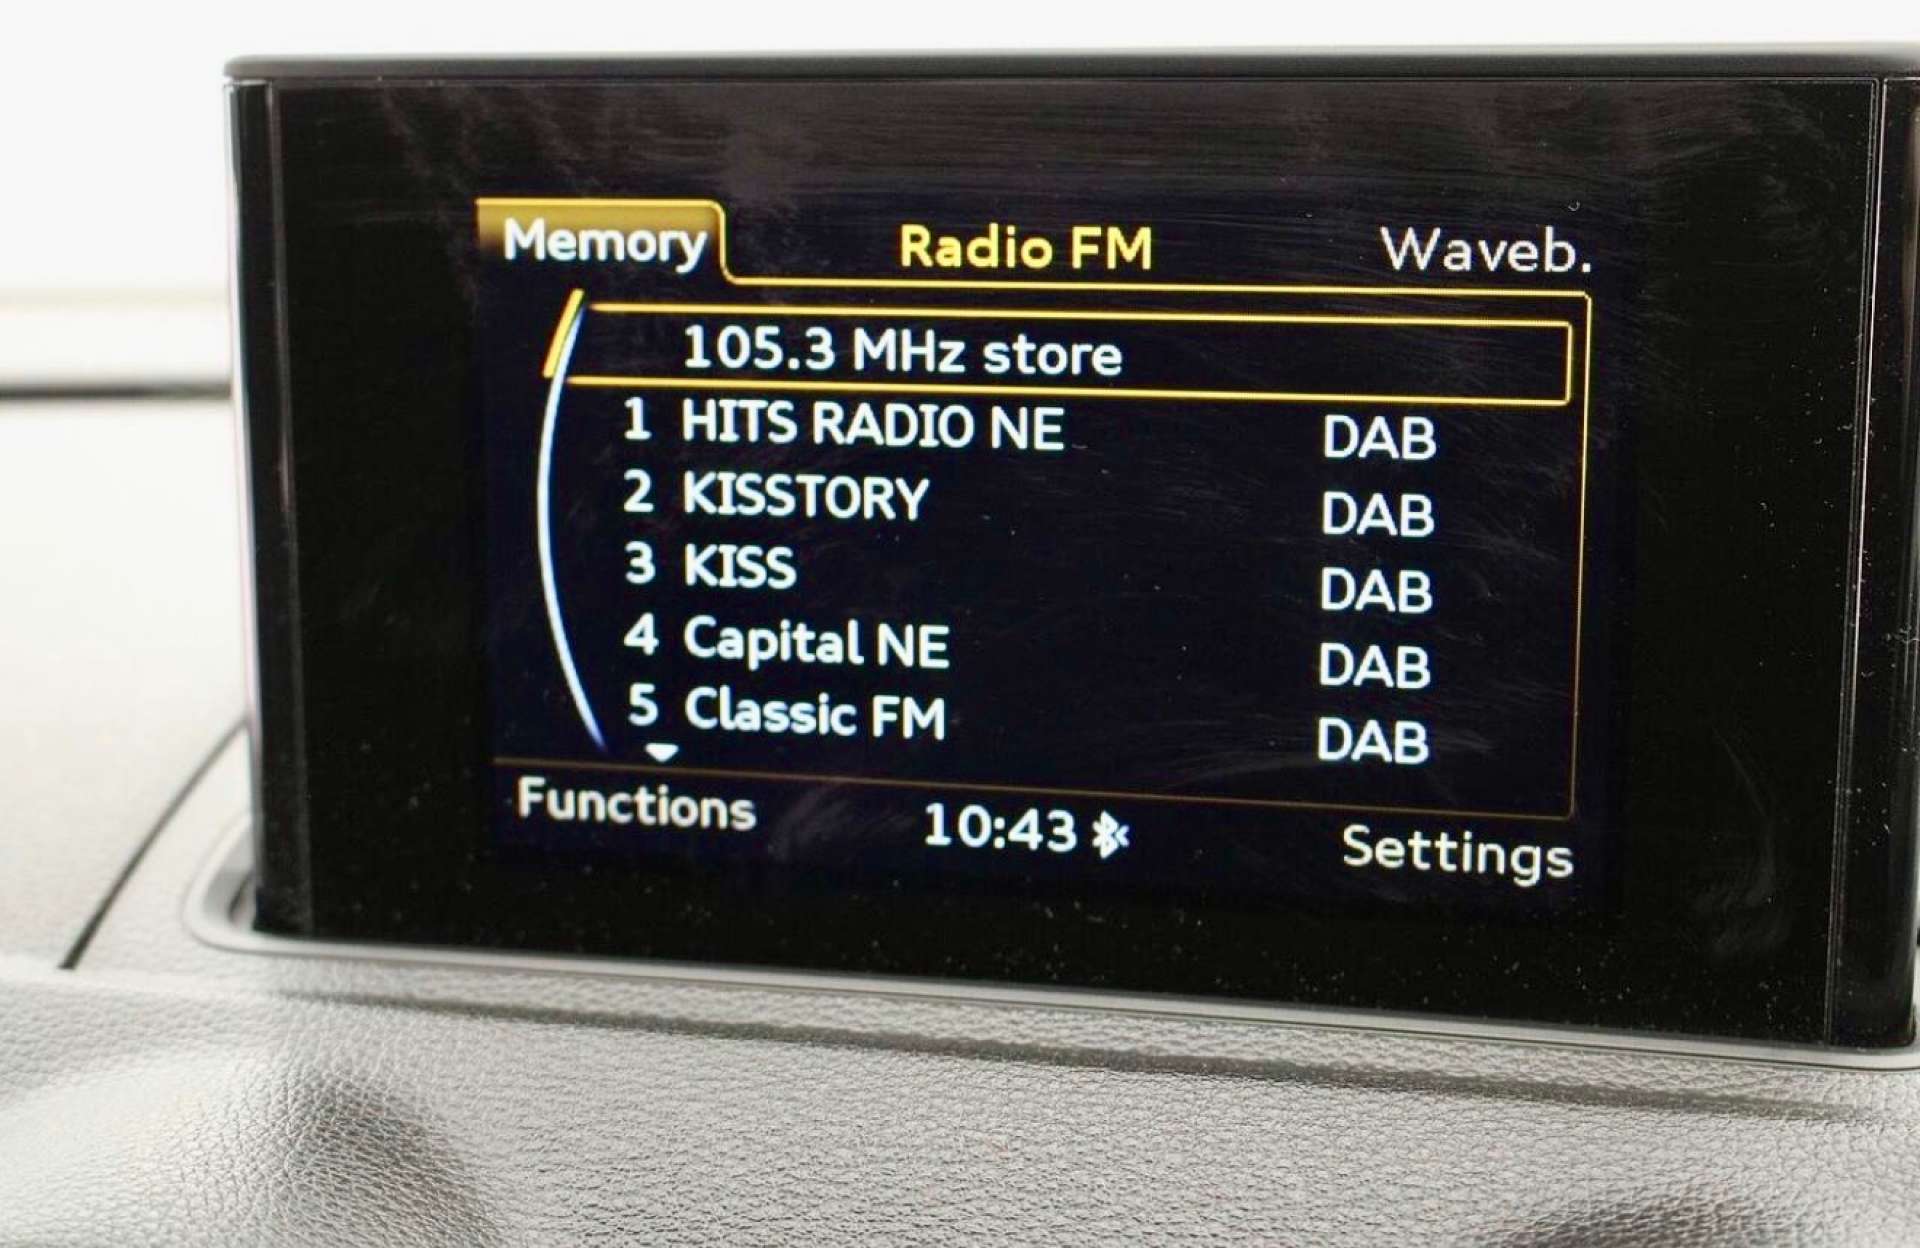 Memory Radio FM Waveb.
105.3 MHz store
1 HITS RADIO NE DAB
2 KISSTORY DAB
3 KISS DAB
4 Capital NE DAB
5 Classic FM DAB
Functions 10:43 Settings